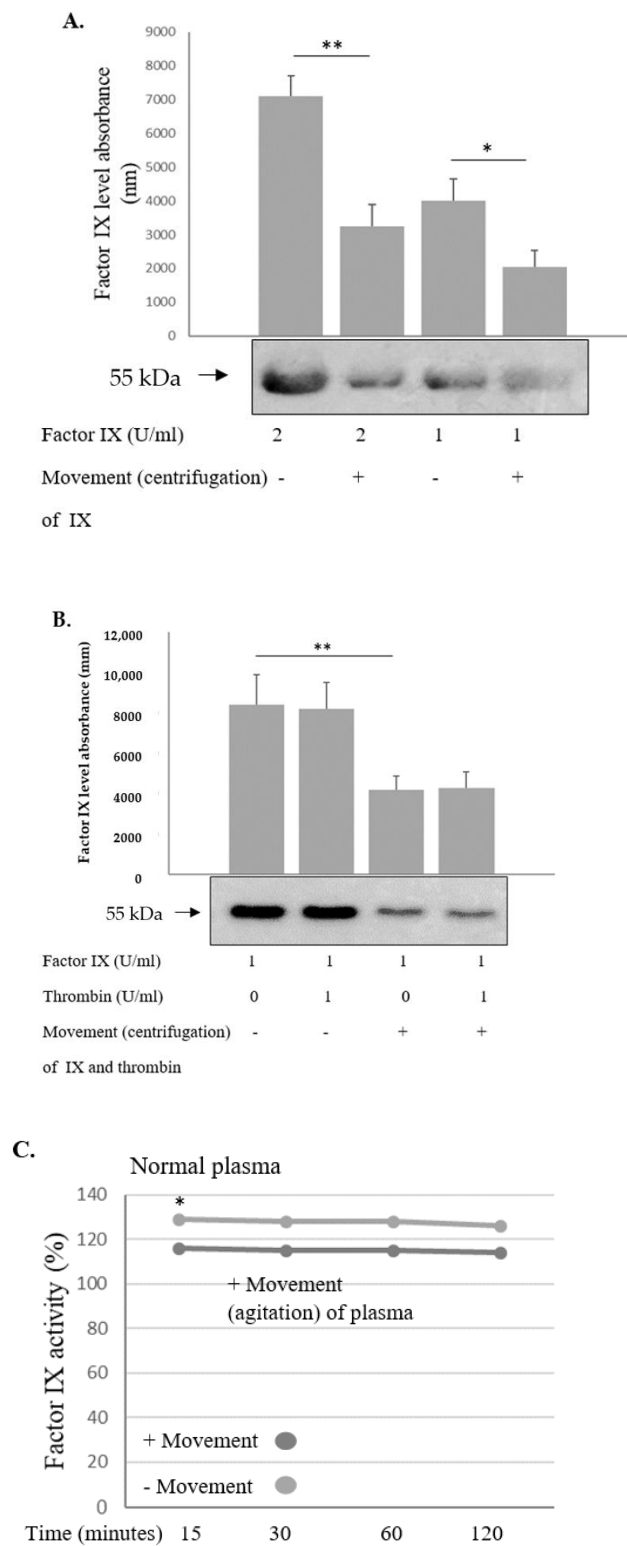 A.
Factor IX level absorbance
(nm)
9000
8000
7000
6000
5000
4000
3000
2000
1000
0
**
*
55 kDa
Factor IX (U/ml) 2 2 1 1
Movement (centrifugation) - + - +
of IX
B.
Factor IX level absorbance (mm)
12,000
10,000
8000
6000
4000
2000
0
**
55 kDa
Factor IX (U/ml) 1 1 1 1
Thrombin (U/ml) 0 1 0 1
Movement (centrifugation) - - + +
of IX and thrombin
C.
Normal plasma
Factor IX activity (%)
140
120
100
80
60
40
20
0
*
+ Movement
(agitation) of plasma
+ Movement
- Movement
Time (minutes) 15 30 60 120